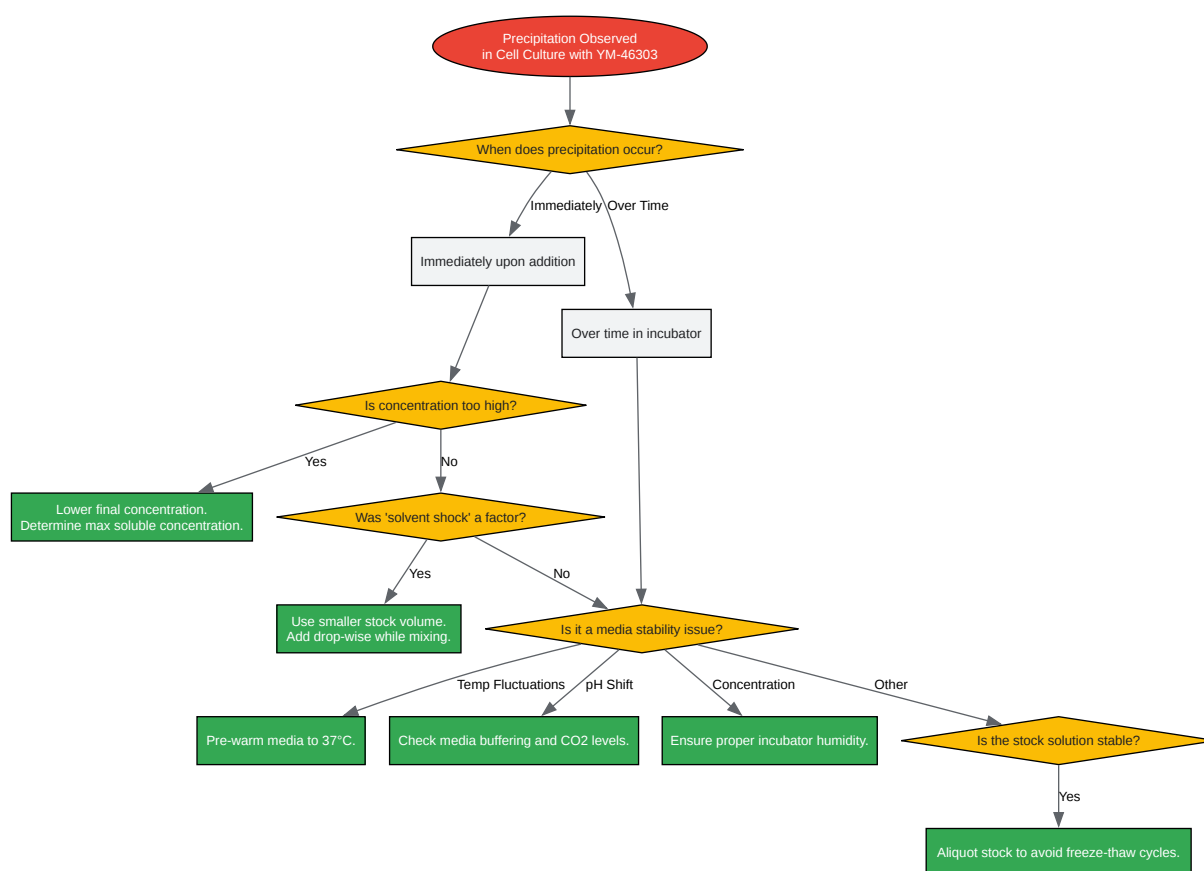 Precipitation Observed
in Cell Culture with YM-46303
When does precipitation occur?
Immediately
Over Time
Immediately upon addition
Over time in incubator
Is concentration too high?
Yes
No
Lower final concentration.
Determine max soluble concentration.
Was 'solvent shock' a factor?
Yes
No
Use smaller stock volume.
Add drop-wise while mixing.
Is it a media stability issue?
Temp Fluctuations
pH Shift
Concentration
Other
Pre-warm media to 37°C.
Check media buffering and CO2 levels.
Ensure proper incubator humidity.
Is the stock solution stable?
Yes
Aliquot stock to avoid freeze-thaw cycles.